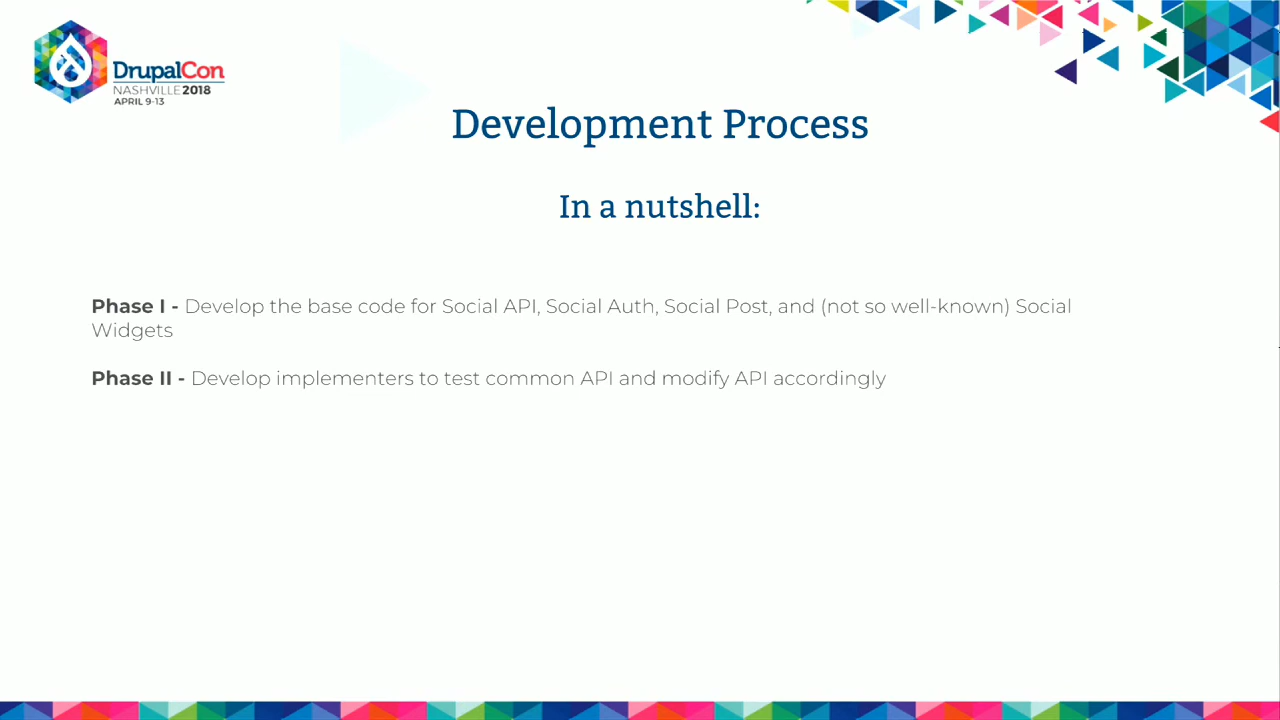 DrupalCon
NASHVILLE 2018
APRIL 9-13
Development Process
In a nutshell:
Phase I - Develop the base code for Social API, Social Auth, Social Post, and (not so well-known) Social
Widgets
Phase II - Develop implementers to test common API and modify API accordingly